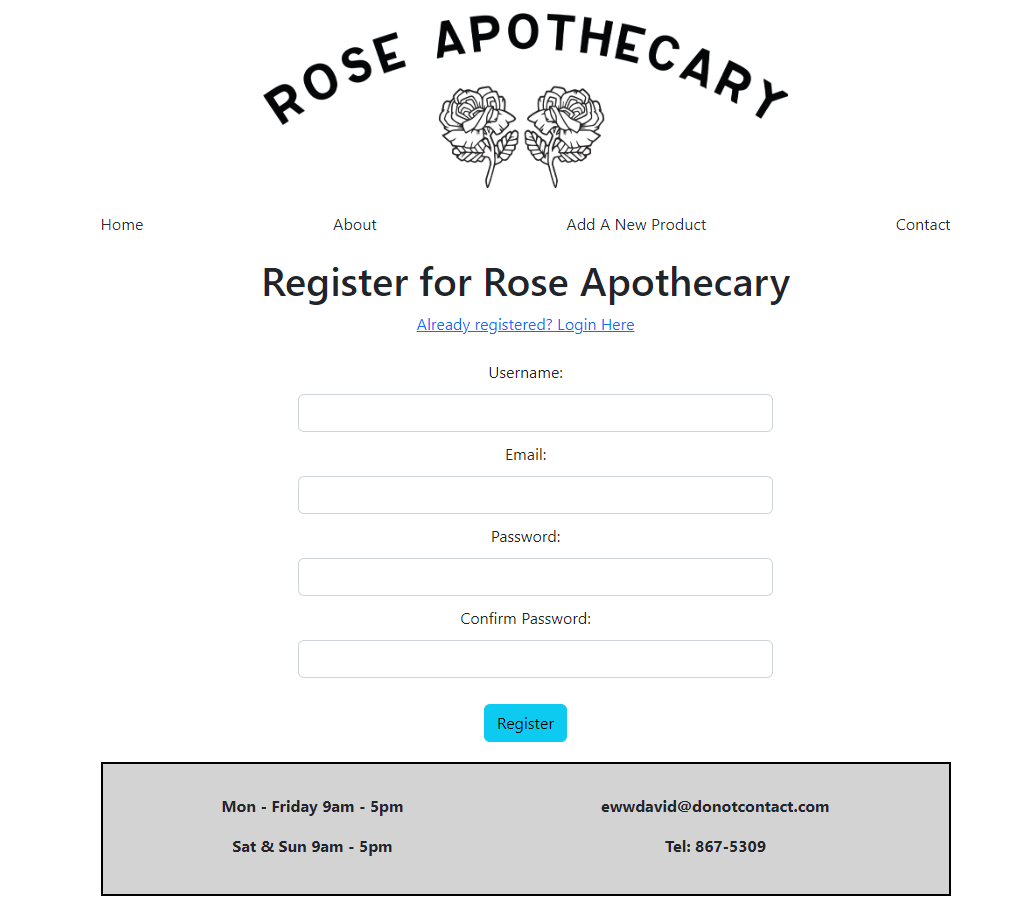 ROSE APOTHECARY
Home About Add A New Product Contact
Register for Rose Apothecary
Already registered? Login Here
Username:
Email:
Password:
Confirm Password:
Register
Mon - Friday 9am - 5pm ewwdavid@donotcontact.com
Sat & Sun 9am - 5pm Tel: 867-5309